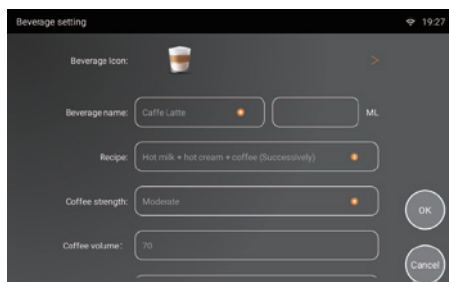 Beverage setting 19:27
Beverage Icon: >
Beverage name: Caffe Latte ML
Recipe: Hot milk + hot cream + coffee (Successively)
Coffee strength: Moderate
OK
Coffee volume: 70
Cancel